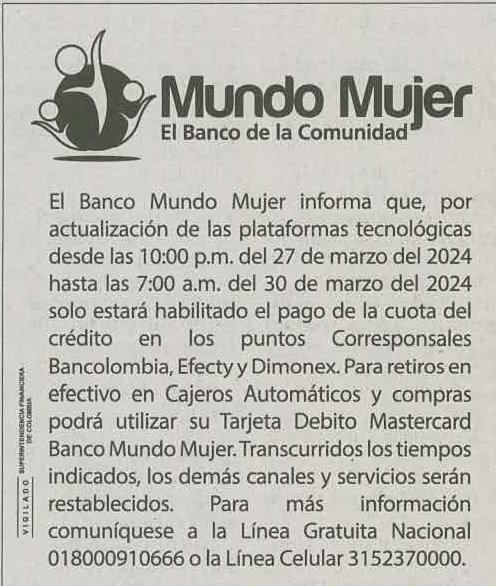 Mundo Mujer
El Banco de la Comunidad
El Banco Mundo Mujer informa que, por
actualización de las plataformas tecnológicas
desde las 10:00 p.m. del 27 de marzo del 2024
hasta las 7:00 a.m. del 30 de marzo del 2024
solo estará habilitado el pago de la cuota del
crédito en los puntos Corresponsales
Bancolombia, Efecty y Dimonex. Para retiros en
efectivo en Cajeros Automáticos y compras
podrá utilizar su Tarjeta Debito Mastercard
Banco Mundo Mujer. Transcurridos los tiempos
indicados, los demás canales y servicios serán
restablecidos. Para más información
comuníquese a la Línea Gratuita Nacional
018000910666 o la Línea Celular 3152370000.
VIGILADO
SUPERINTENDENCIA FINANCIERA
DE COLOMBIA